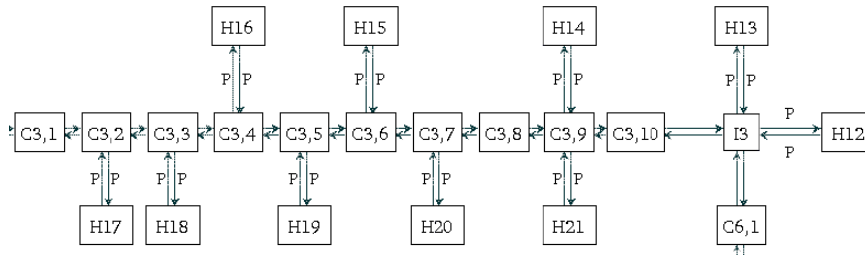 H16 H15 H14 H13
P P P P P P P P
P
C3,1 C3,2 C3,3 C3,4 C3,5 C3,6 C3,7 C3,8 C3,9 C3,10 I3 H12
P
P P P P P P P P P P
H17 H18 H19 H20 H21 C6,1